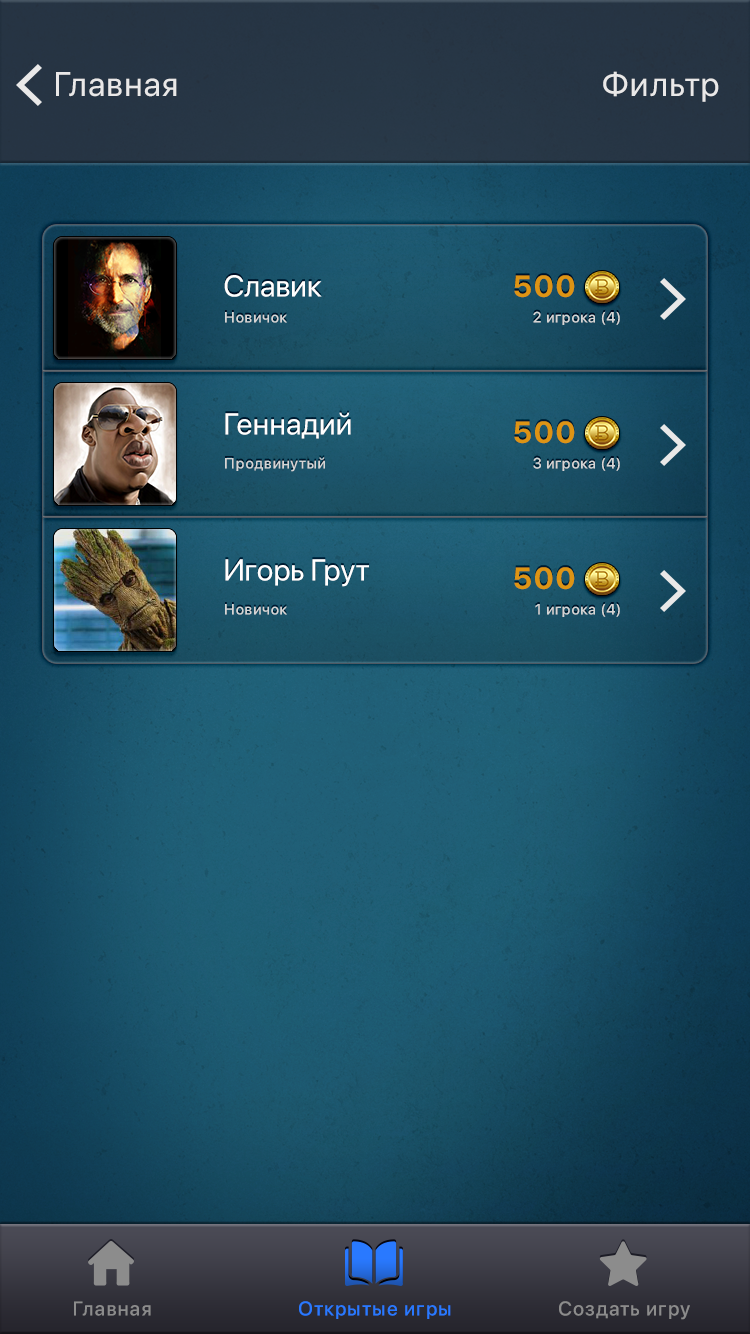 Главная
Фильтр
Славик
500
Новичок
2 игрока (4)
Геннадий
500
Продвинутый
3 игрока (4)
Игорь Грут
500
Новичок
1 игрока (4)
Главная
Открытые игры
Создать игру